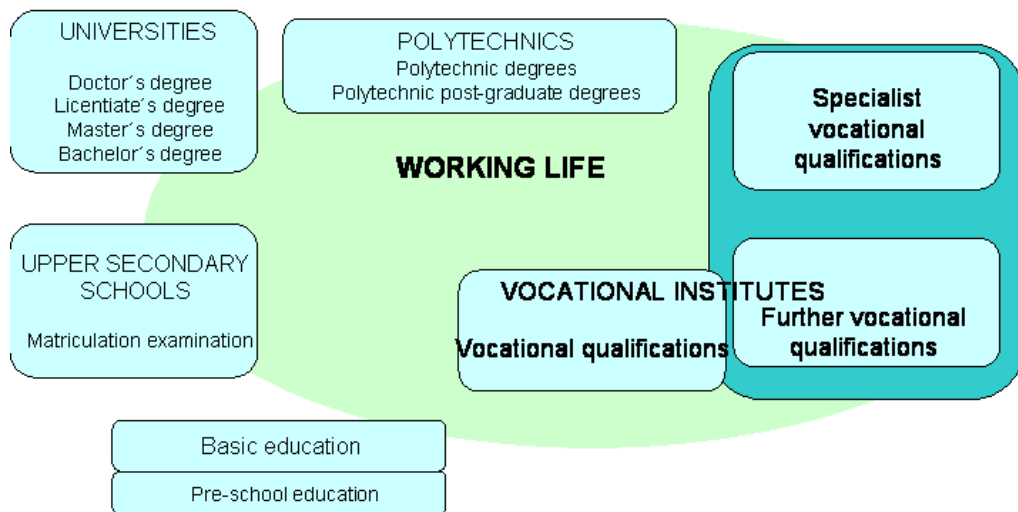 UNIVERSITIES
Doctor´s degree
Licentiate´s degree
Master´s degree
Bachelor´s degree
POLYTECHNICS
Polytechnic degrees
Polytechnic post-graduate degrees
Specialist
vocational
qualifications
WORKING LIFE
UPPER SECONDARY
SCHOOLS
Matriculation examination
VOCATIONAL INSTITUTES
Vocational qualifications
Further vocational
qualifications
Basic education
Pre-school education